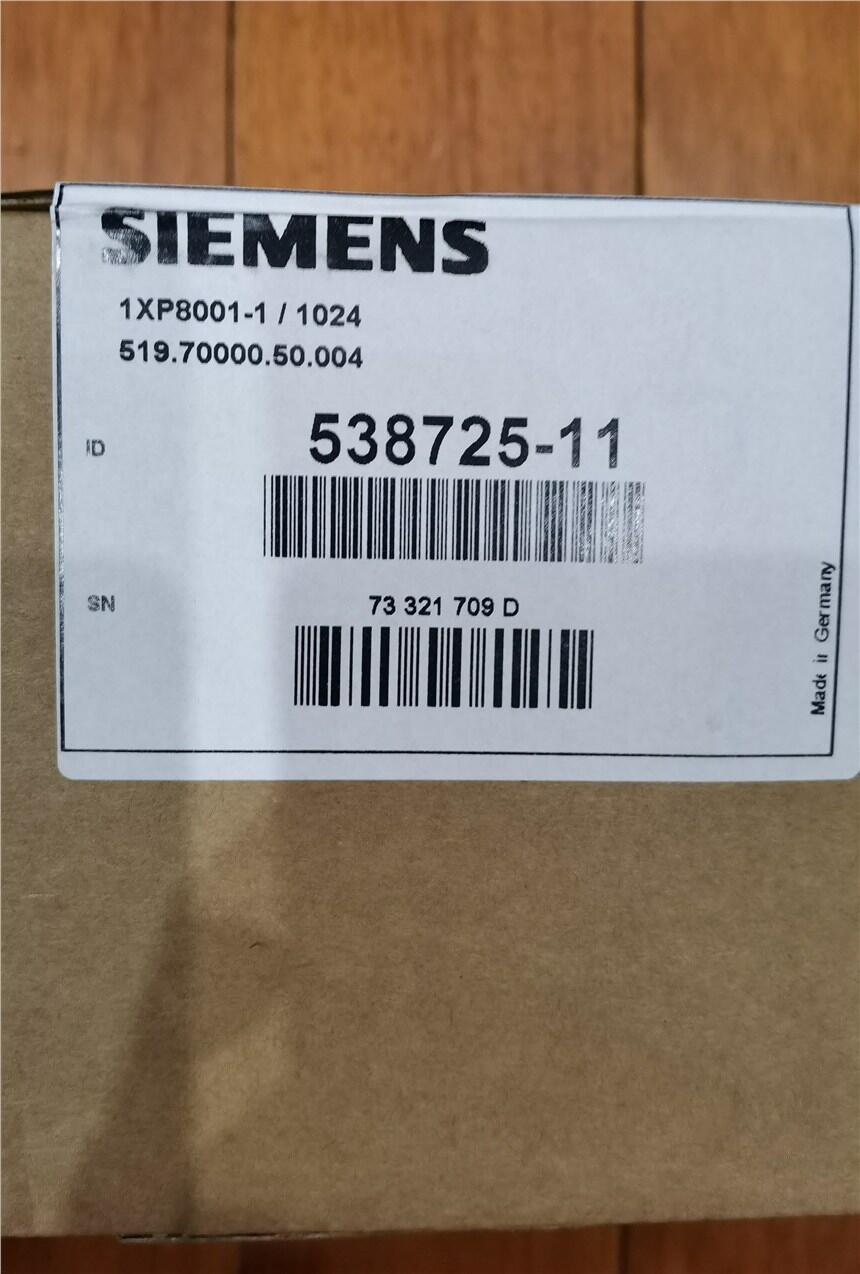 SIEMENS
1XP8001-1 / 1024
519.70000.50.004
ID
538725-11
SN
73 321 709 D
Made in Germany